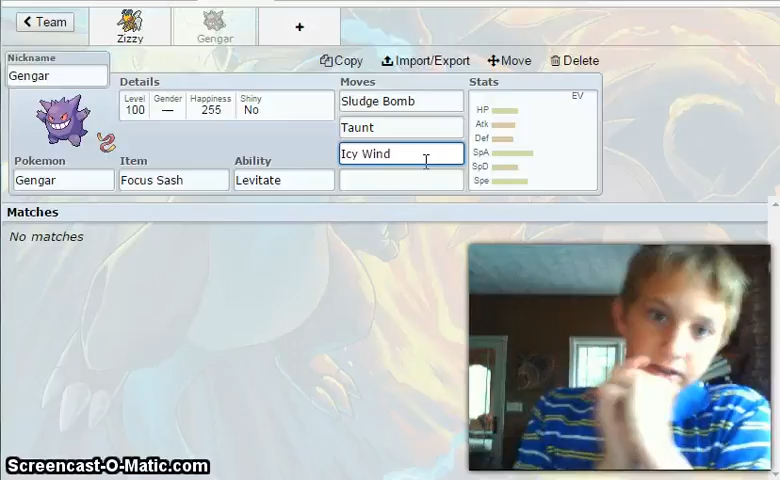 Team
Zizzy
Gengar
+
Copy Import/Export Move Delete
Nickname
Gengar
Details
Level Gender Happiness Shiny
100 — 255 No
Moves
Sludge Bomb
Taunt
Icy Wind
Stats
EV
HP
Atk
Def
SpA
SpD
Spe
Pokemon Item Ability
Gengar Focus Sash Levitate
Matches
No matches
Screencast-O-Matic.com